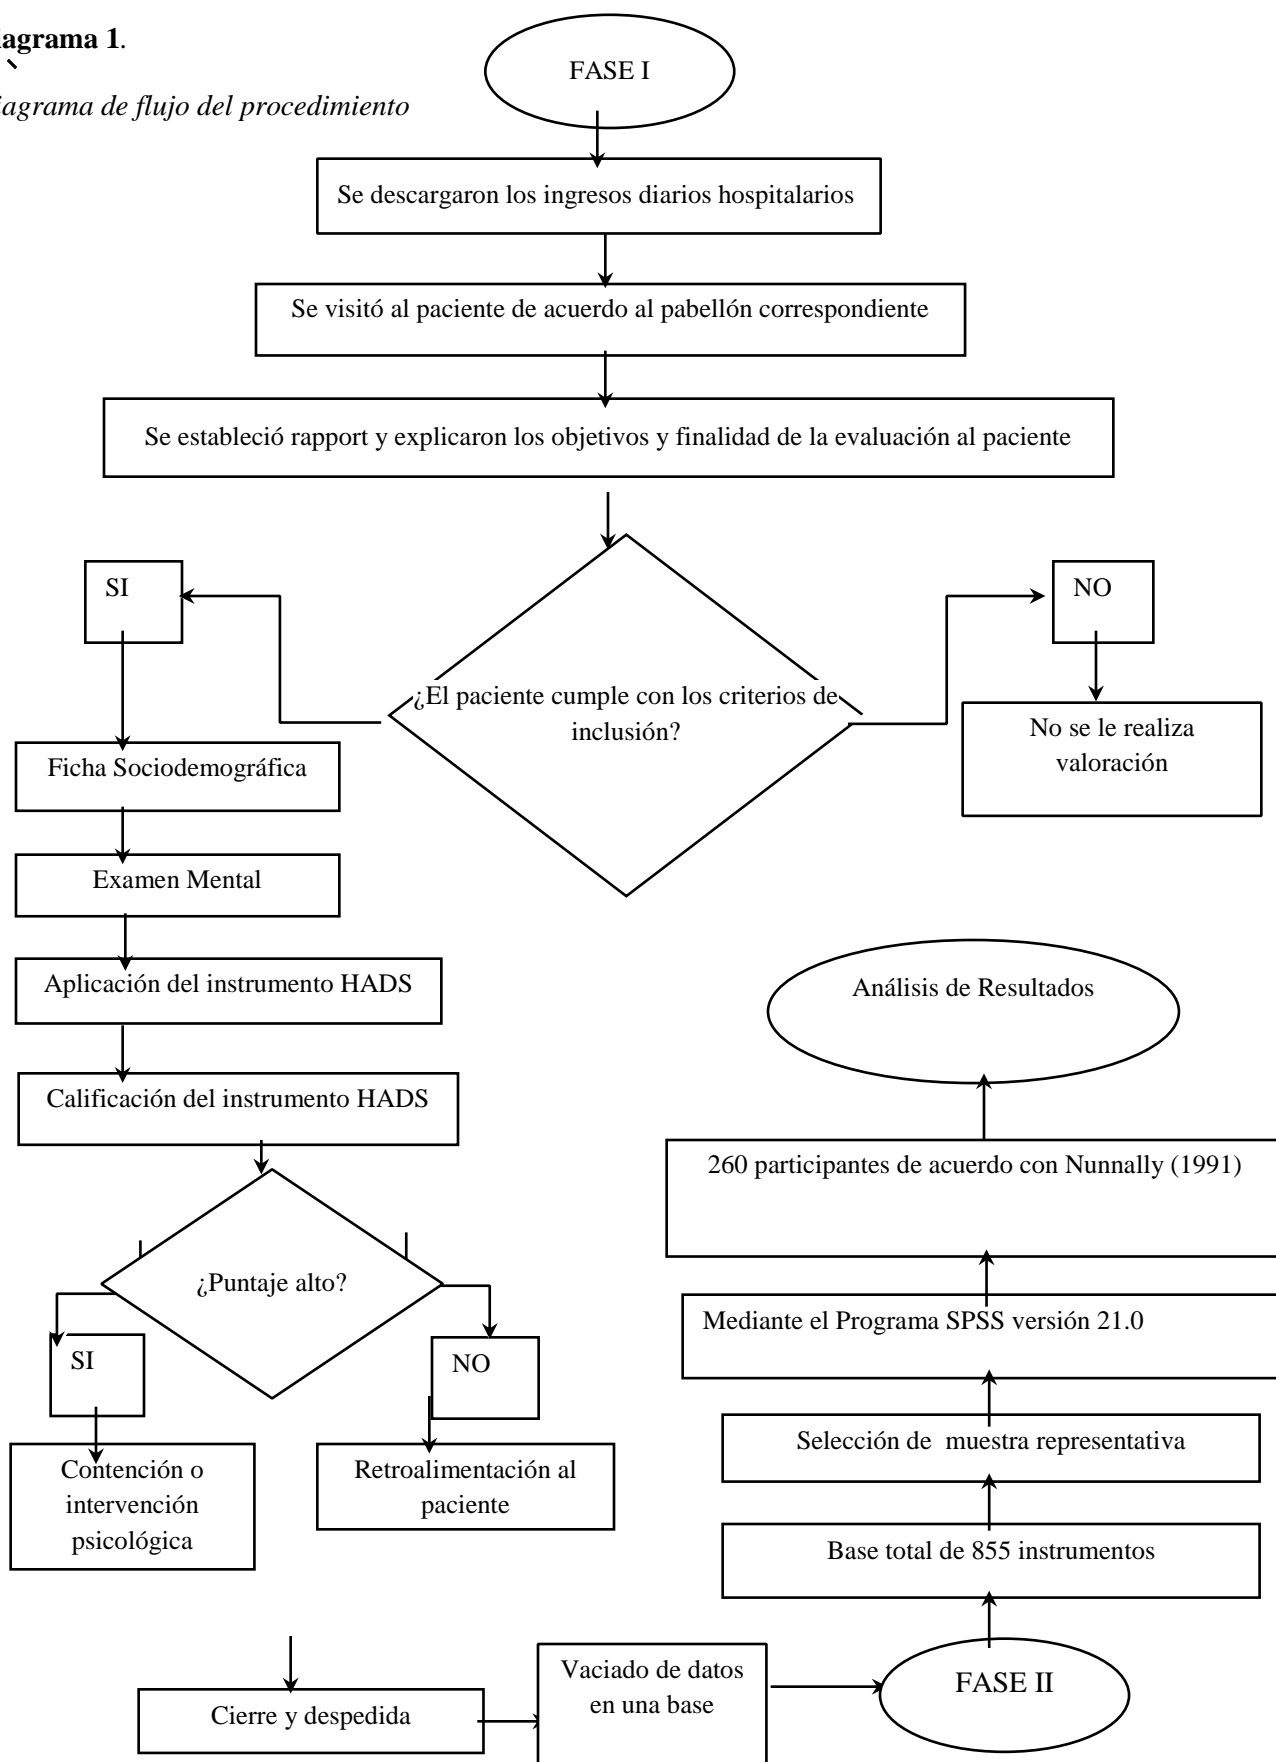 iagrama 1.
iagrama de flujo del procedimiento
FASE I
Se descargaron los ingresos diarios hospitalarios
Se visitó al paciente de acuerdo al pabellón correspondiente
Se estableció rapport y explicaron los objetivos y finalidad de la evaluación al paciente
SI
NO
¿El paciente cumple con los criterios de
inclusión?
No se le realiza
valoración
Ficha Sociodemográfica
Examen Mental
Aplicación del instrumento HADS
Calificación del instrumento HADS
¿Puntaje alto?
SI
NO
Contención o
intervención
psicológica
Retroalimentación al
paciente
Cierre y despedida
Vaciado de datos
en una base
FASE II
Base total de 855 instrumentos
Selección de muestra representativa
Mediante el Programa SPSS versión 21.0
260 participantes de acuerdo con Nunnally (1991)
Análisis de Resultados